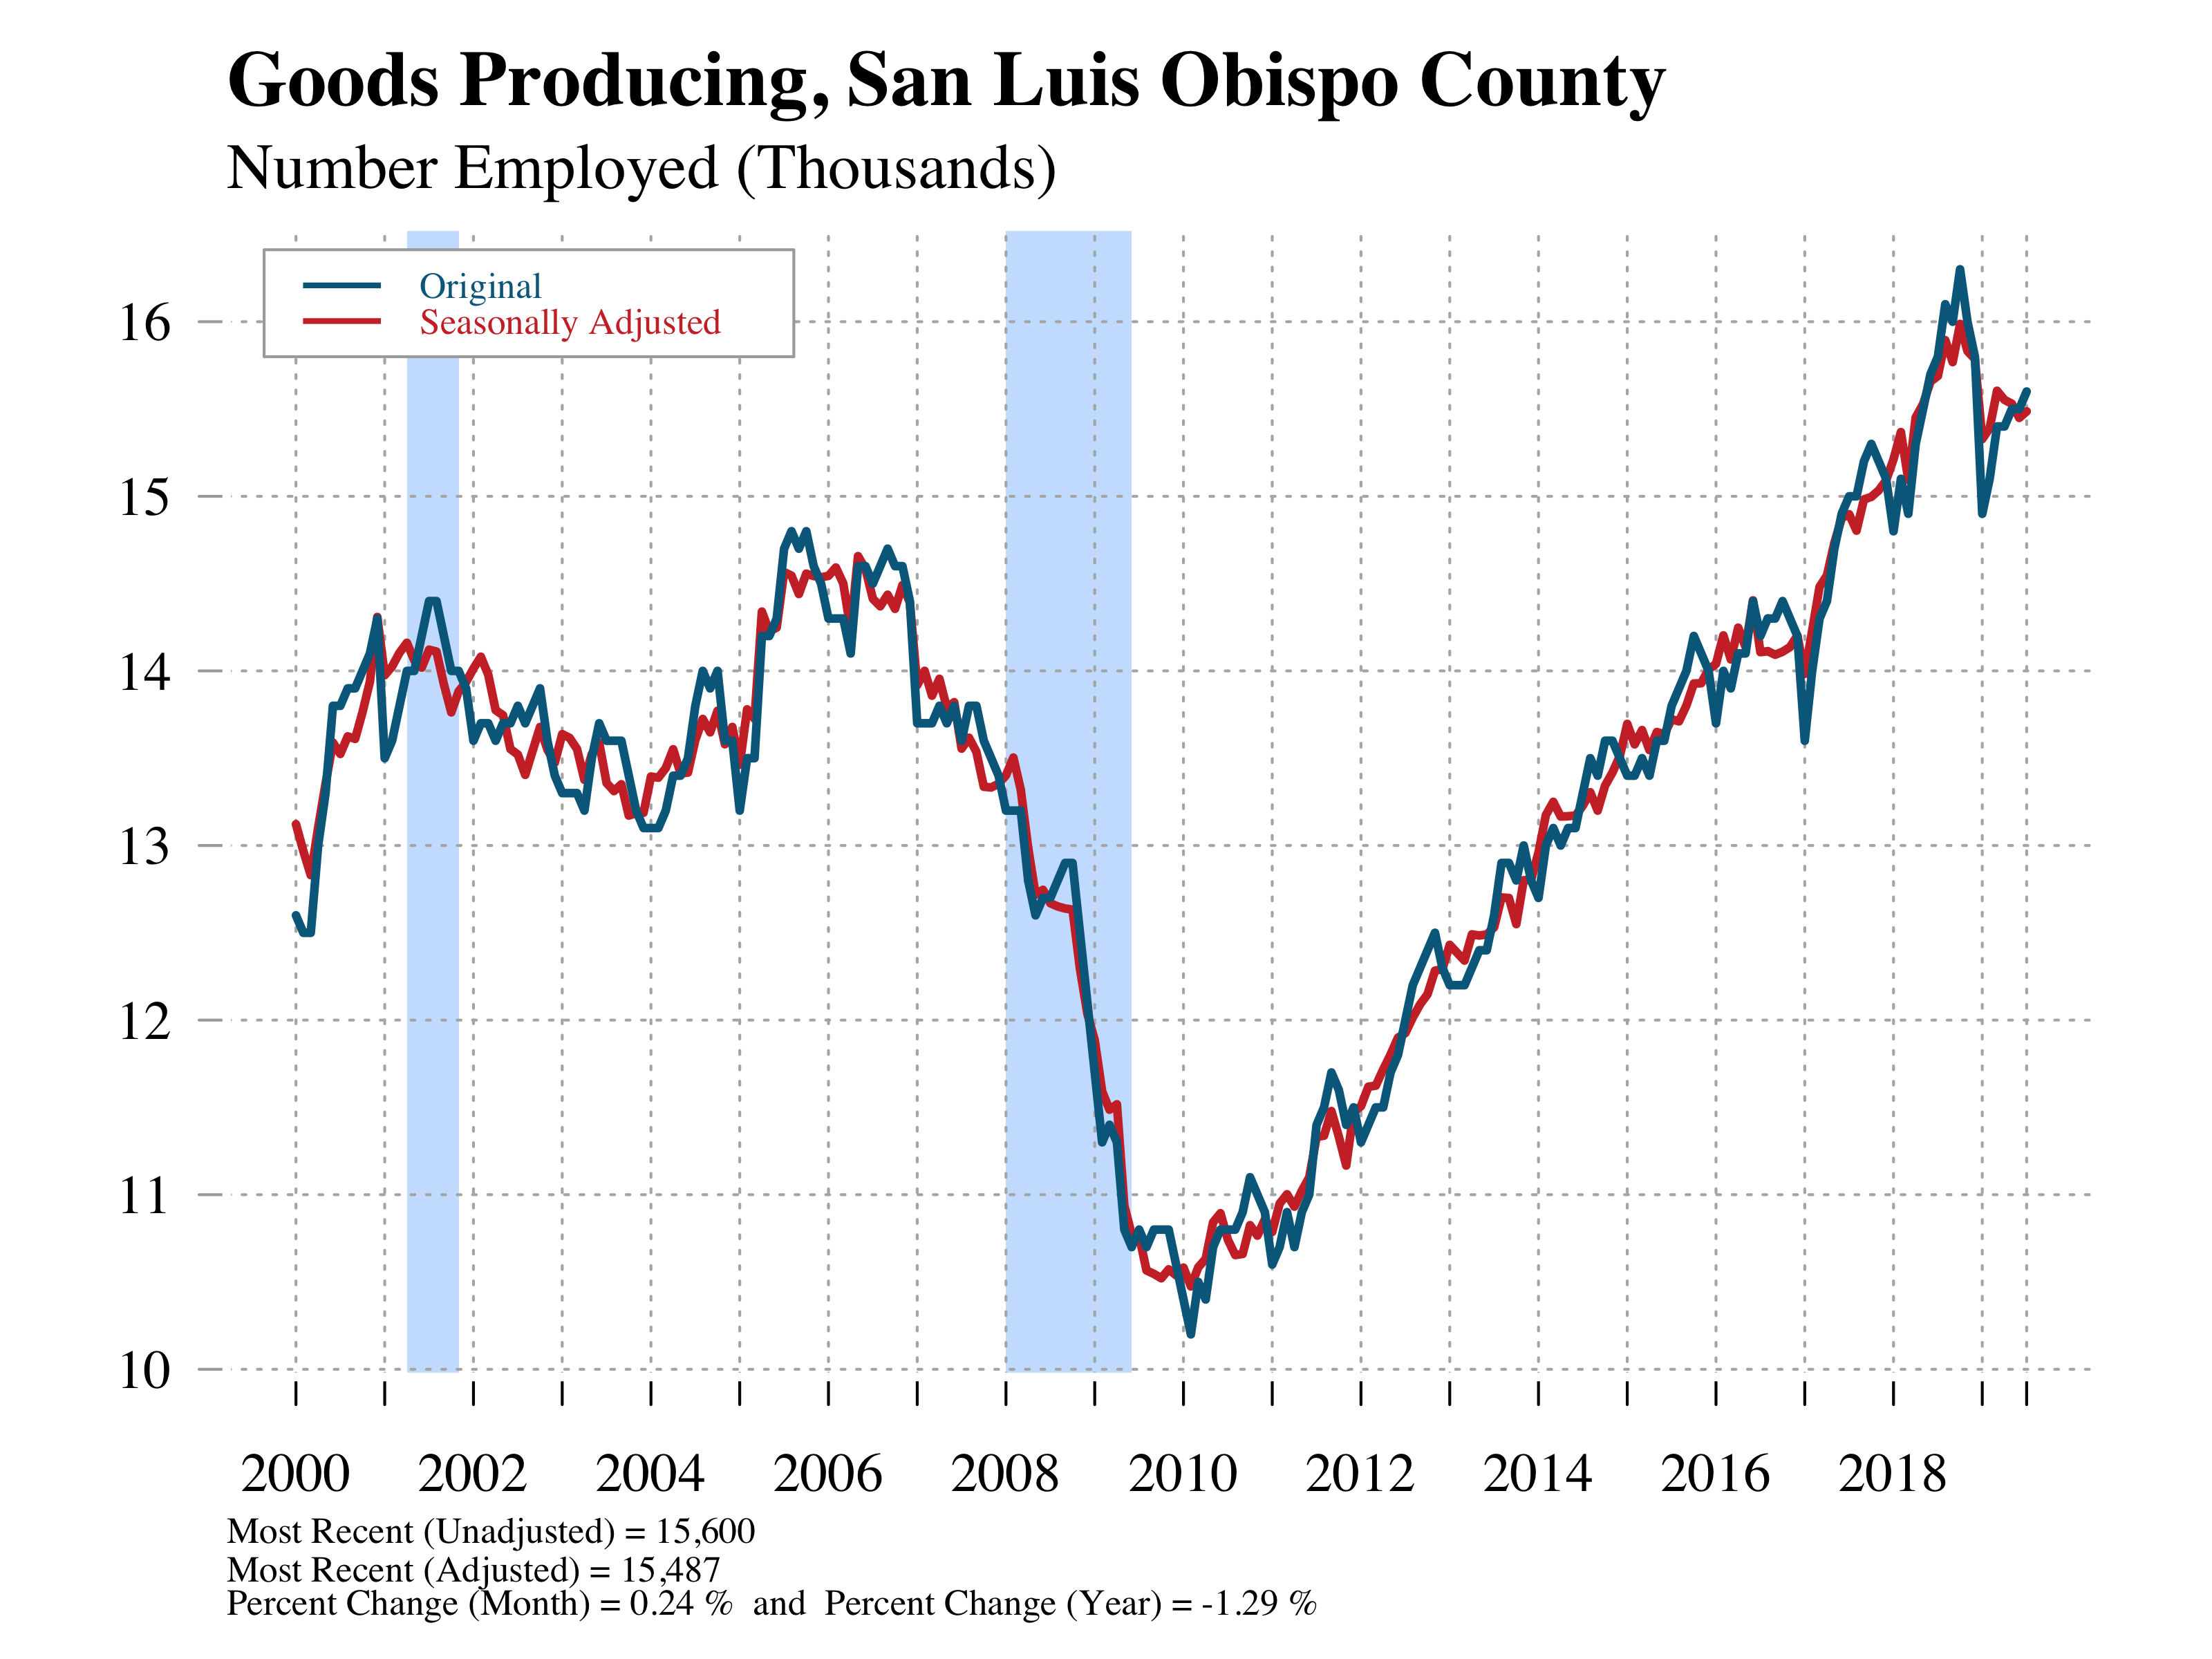 Goods Producing, San Luis Obispo County
Number Employed (Thousands)
Original
Seasonally Adjusted
16
15
14
13
12
11
10
2000 2002 2004 2006 2008 2010 2012 2014 2016 2018
Most Recent (Unadjusted) = 15,600
Most Recent (Adjusted) = 15,487
Percent Change (Month) = 0.24 % and Percent Change (Year) = -1.29 %